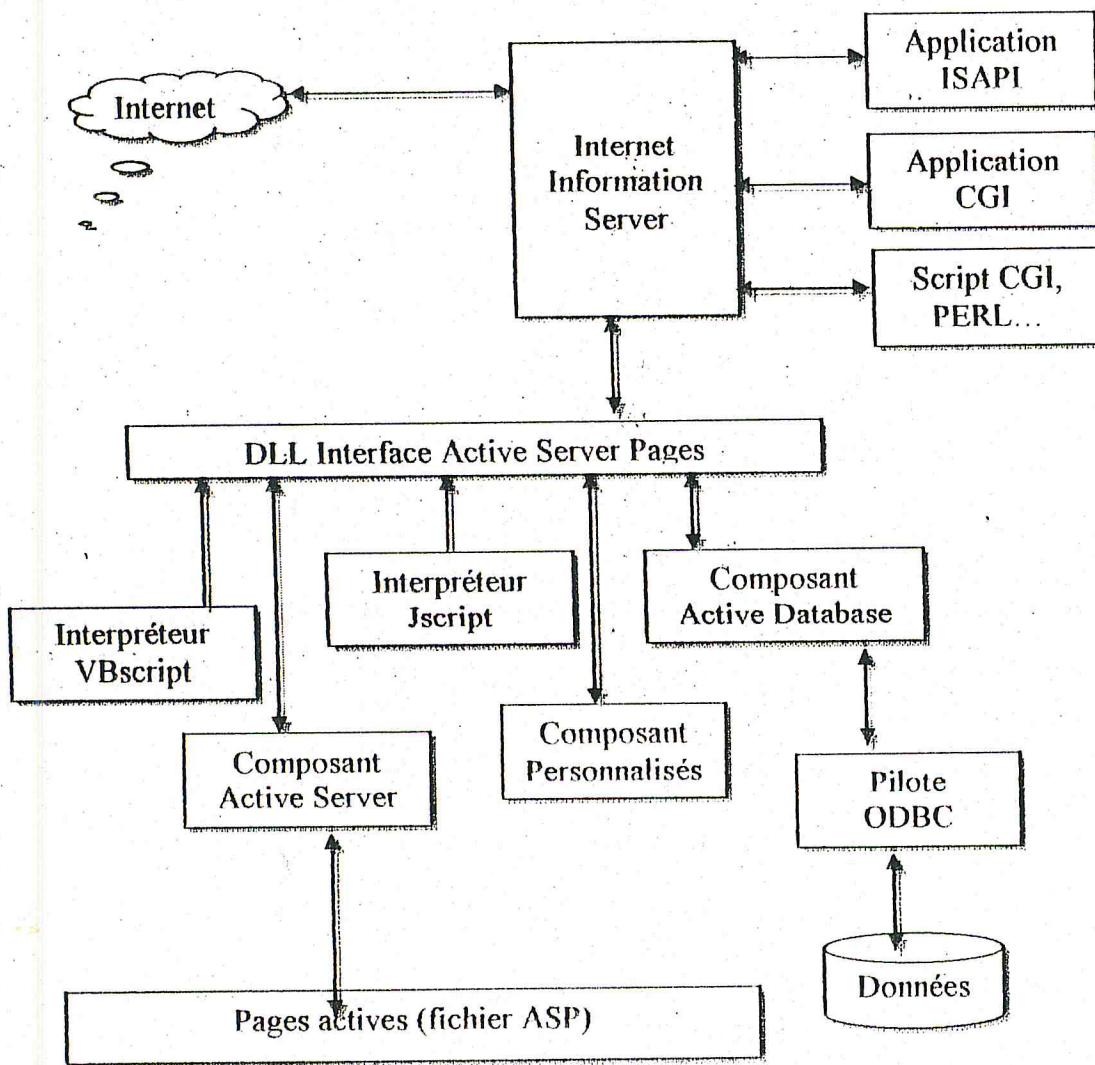 Internet
Internet
Information
Server
Application
ISAPI
Application
CGI
Script CGI,
PERL...
DLL Interface Active Server Pages
Interpréteur
VBscript
Interpréteur
Jscript
Composant
Active Database
Composant
Active Server
Composant
Personnalisés
Pilote
ODBC
Données
Pages actives (fichier ASP)